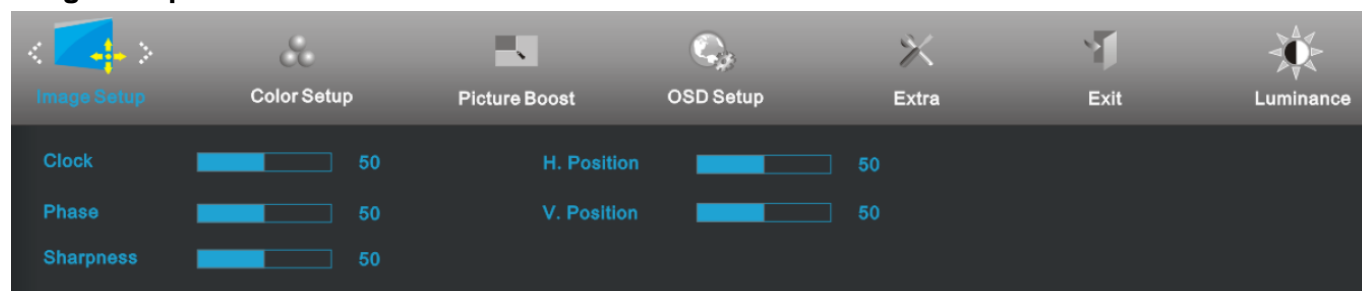 Image Setup Color Setup Picture Boost OSD Setup Extra Exit Luminance
Clock 50 H. Position 50
Phase 50 V. Position 50
Sharpness 50